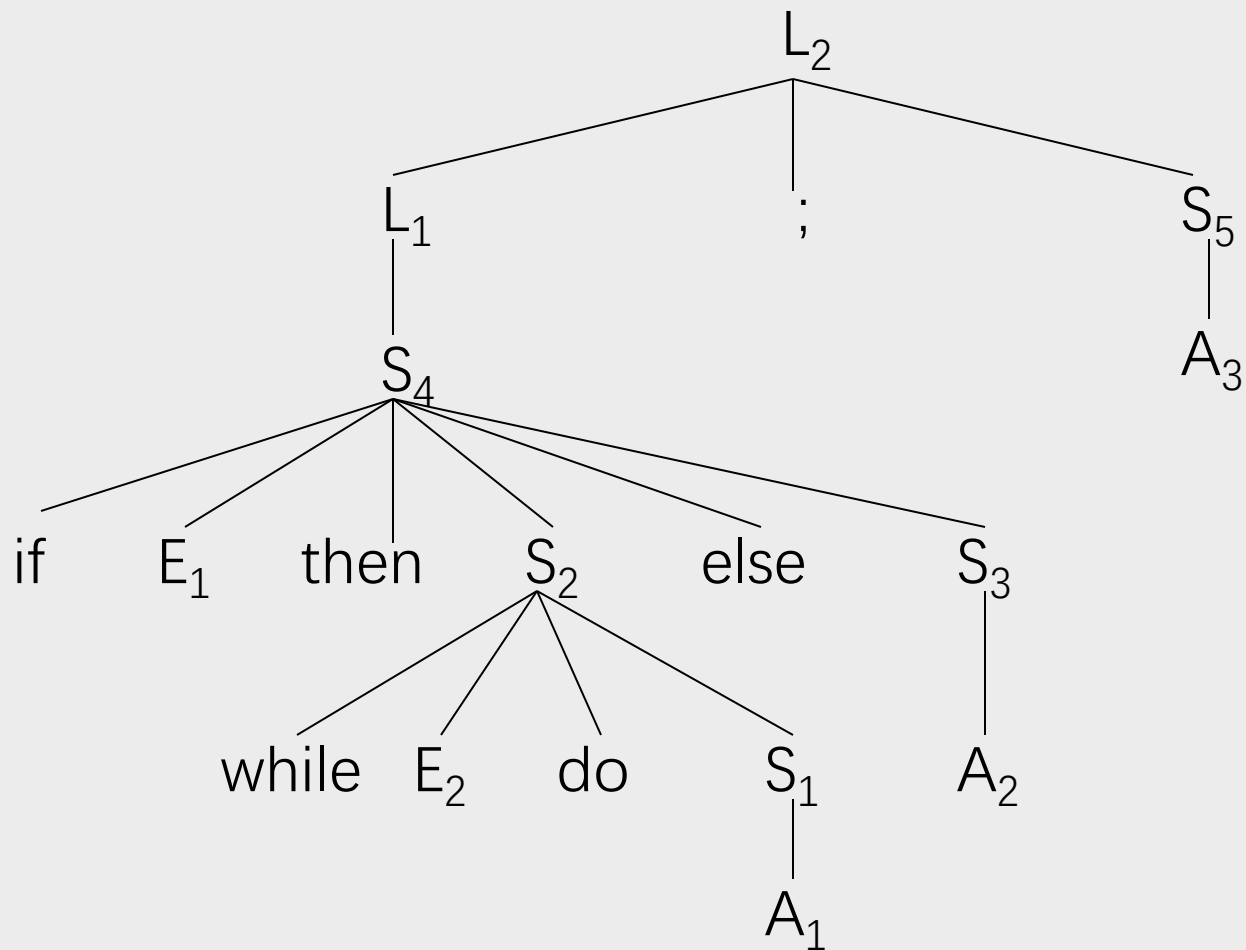 L₂
L₁ ; S₅
S₄ A₃
if E₁ then S₂ else S₃
while E₂ do S₁ A₂
A₁